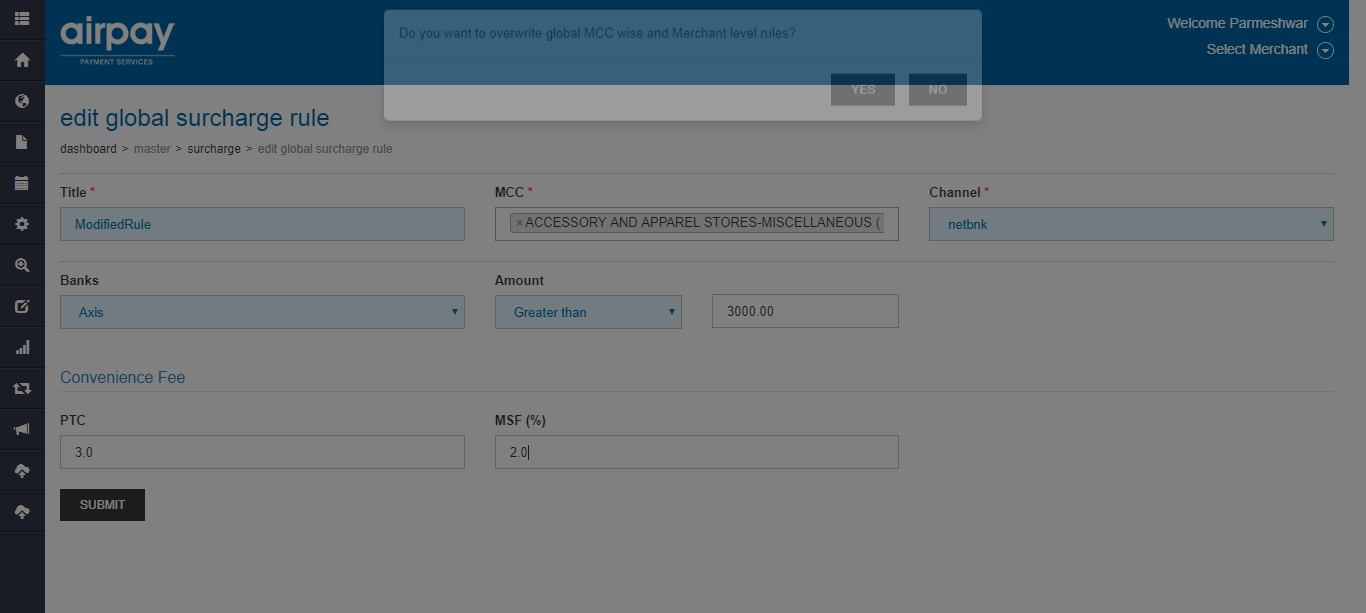 airpay
PAYMENT SERVICES
Do you want to overwrite global MCC wise and Merchant level rules?
YES NO
Welcome Parmeshwar
Select Merchant
edit global surcharge rule
dashboard > master > surcharge > edit global surcharge rule
Title * MCC * Channel *
ModifiedRule × ACCESSORY AND APPAREL STORES-MISCELLANEOUS ( netbnk
Banks Amount
Axis Greater than 3000.00
Convenience Fee
PTC MSF (%)
3.0 2.0
SUBMIT